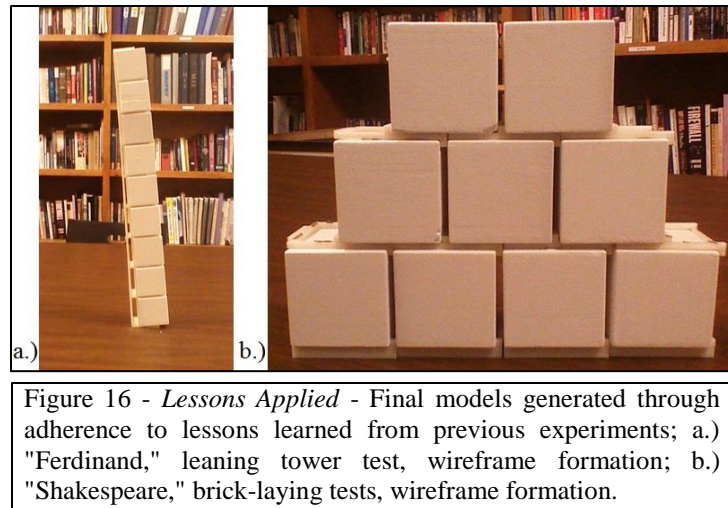 FIREWALL
a.)
b.)
Figure 16 - Lessons Applied - Final models generated through
adherence to lessons learned from previous experiments; a.)
"Ferdinand," leaning tower test, wireframe formation; b.)
"Shakespeare," brick-laying tests, wireframe formation.